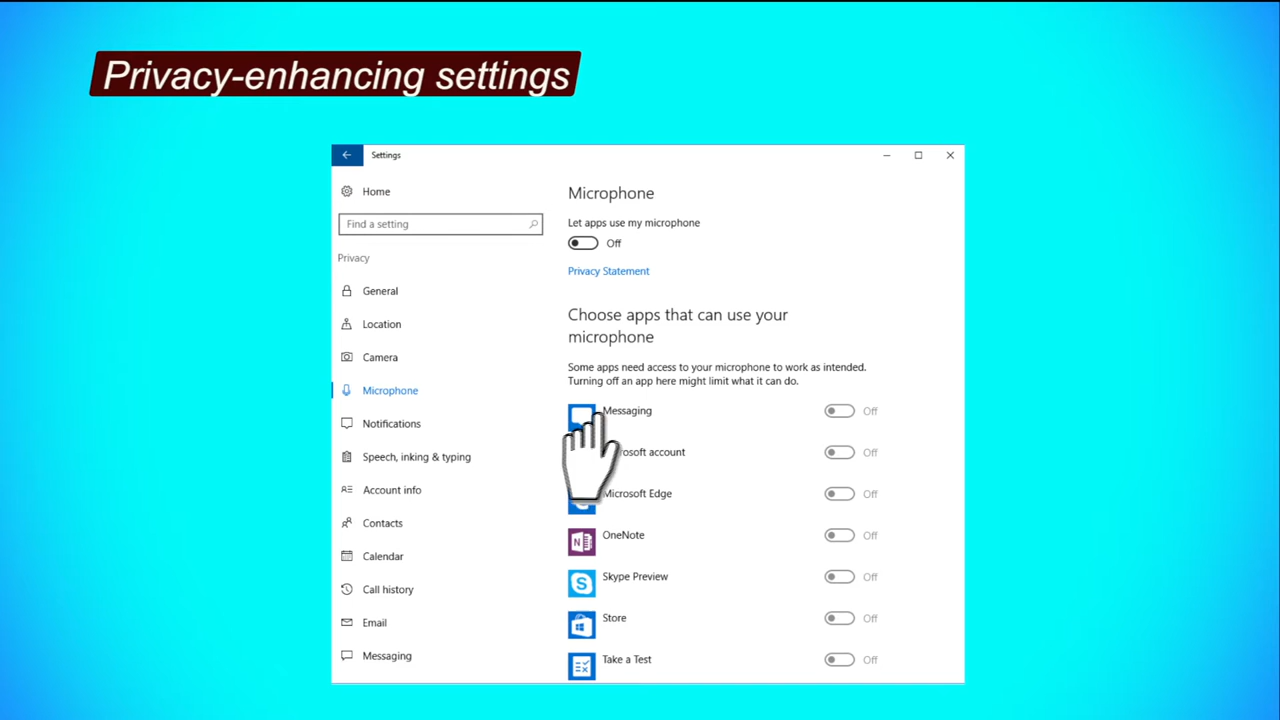 Privacy-enhancing settings
Settings
Home
Find a setting
Privacy
General
Location
Camera
Microphone
Notifications
Speech, inking & typing
Account info
Contacts
Calendar
Call history
Email
Messaging
Microphone
Let apps use my microphone
Off
Privacy Statement
Choose apps that can use your
microphone
Some apps need access to your microphone to work as intended.
Turning off an app here might limit what it can do.
Messaging Off
account Off
Microsoft Edge Off
OneNote Off
Skype Preview Off
Store Off
Take a Test Off